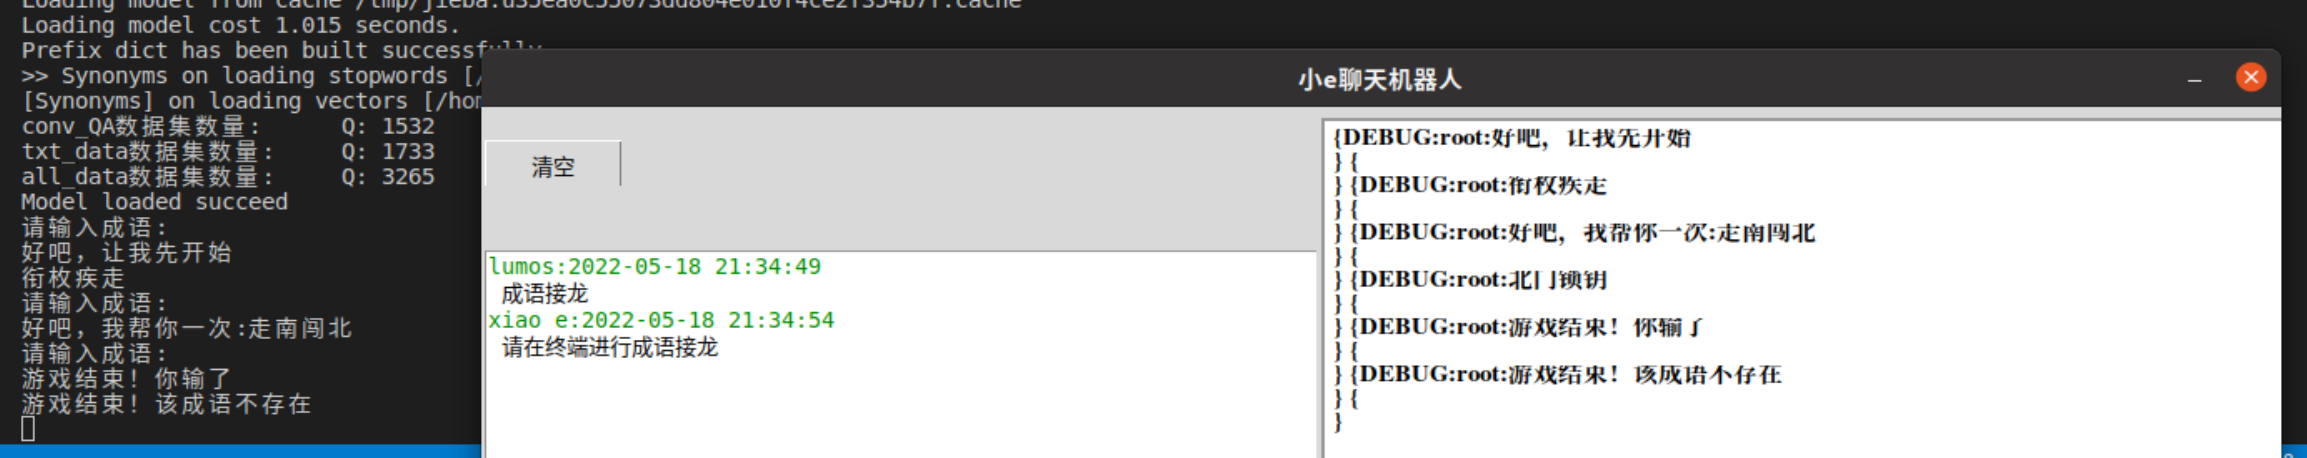 Loading model from cache /tmp/jieba.
Loading model cost 1.015 seconds.
Prefix dict has been built successfully
>> Synonyms on loading stopwords [/
[Synonyms] on loading vectors [/hom
conv_QA数据集数量: Q: 1532
txt_data数据集数量: Q: 1733
all_data数据集数量: Q: 3265
Model loaded succeed
请输入成语:
好吧，让我先开始
衔枚疾走
请输入成语:
好吧，我帮你一次:走南闯北
请输入成语:
游戏结束！你输了
游戏结束！该成语不存在
小e聊天机器人
清空
lumos:2022-05-18 21:34:49
成语接龙
xiao e:2022-05-18 21:34:54
请在终端进行成语接龙
{DEBUG:root:好吧，让我先开始
} {
} {DEBUG:root:衔枚疾走
} {
} {DEBUG:root:好吧，我帮你一次:走南闯北
} {
} {DEBUG:root:北门锁钥
} {
} {DEBUG:root:游戏结束！你输了
} {
} {DEBUG:root:游戏结束！该成语不存在
} {
}